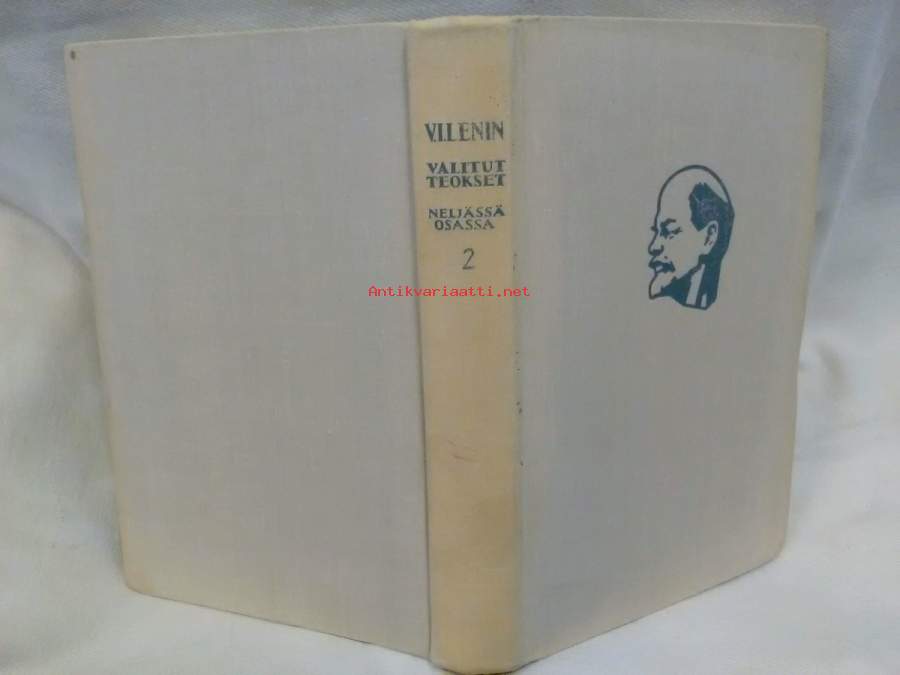 V.I.LENIN
VALITUT
TEOKSET
NELJÄSSÄ
OSASSA
2
Antikvariaatti.net